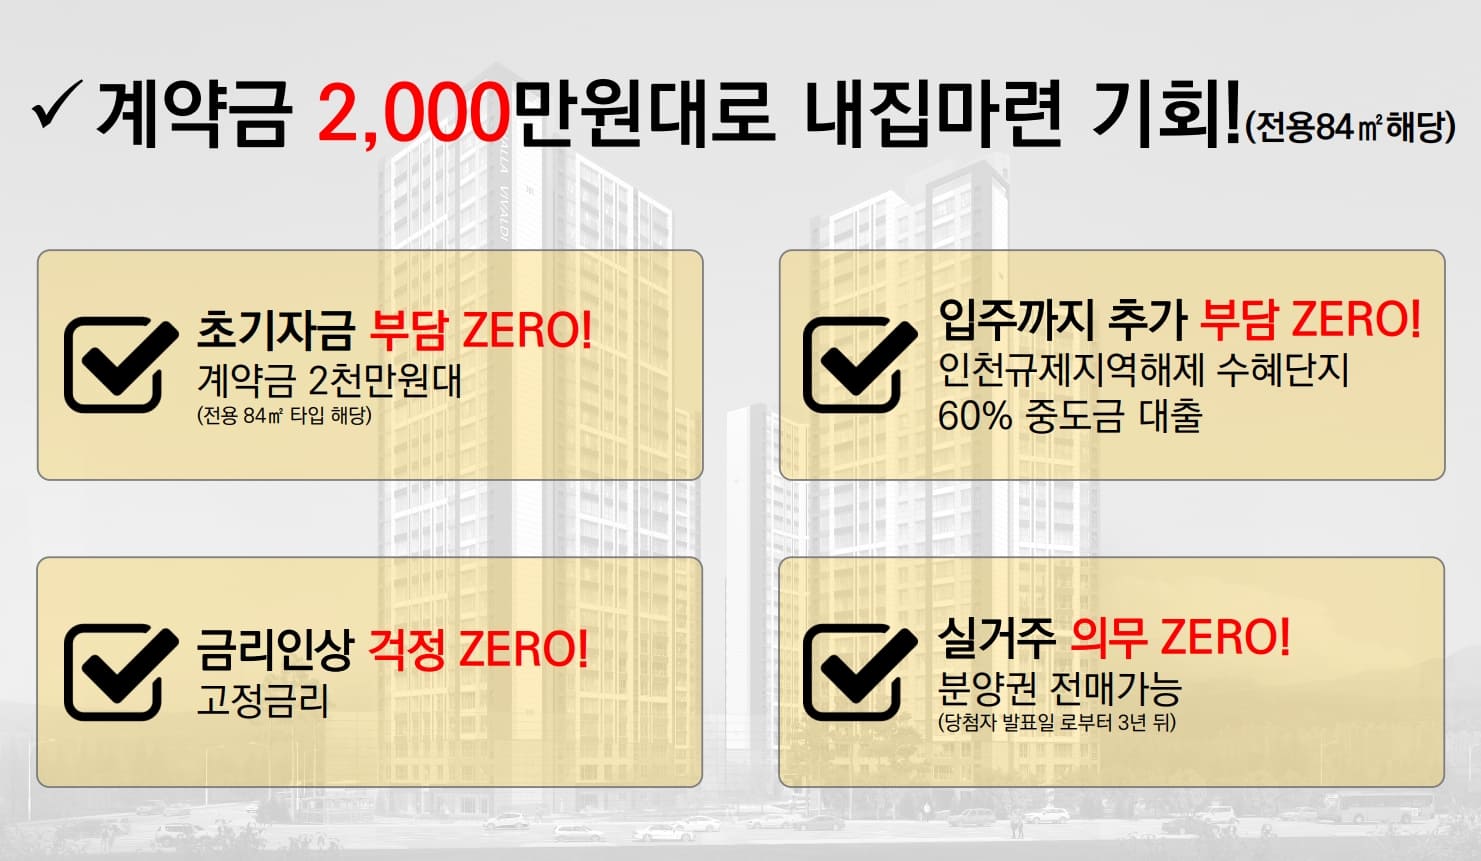 계약금 2,000만원대로 내집마련 기회!(전용84㎡해당)
HALLA VIVALDI
초기자금 부담 ZERO!
계약금 2천만원대
(전용 84㎡ 타입 해당)
입주까지 추가 부담 ZERO!
인천규제지역해제 수혜단지
60% 중도금 대출
금리인상 걱정 ZERO!
고정금리
실거주 의무 ZERO!
분양권 전매가능
(당첨자 발표일 로부터 3년 뒤)